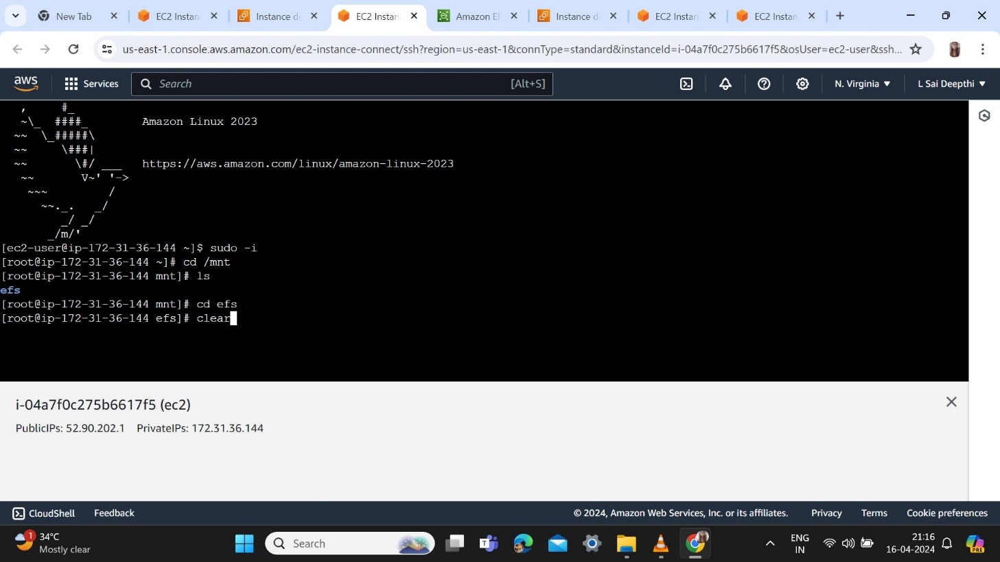 New Tab
EC2 Instan
Instance de
EC2 Instan
Amazon EF
Instance d
EC2 Instan
EC2 Instan
us-east-1.console.aws.amazon.com/ec2-instance-connect/ssh?region=us-east-1&connType=standard&instanceId=i-04a7f0c275b6617f5&osUser=ec2-user&ssh...
aws
Services
Search
[Alt+S]
N. Virginia
L Sai Deepthi
   ,     #_
   ~\_  ####_        Amazon Linux 2023
  ~~  \_#####\
  ~~     \###|
  ~~       \#/ ___   https://aws.amazon.com/linux/amazon-linux-2023
   ~~       V~' '->
    ~~~         /
      ~~._.   _/
         _/ _/
       _/m/'
[ec2-user@ip-172-31-36-144 ~]$ sudo -i
[root@ip-172-31-36-144 ~]# cd /mnt
[root@ip-172-31-36-144 mnt]# ls
efs
[root@ip-172-31-36-144 mnt]# cd efs
[root@ip-172-31-36-144 efs]# clear
i-04a7f0c275b6617f5 (ec2)
PublicIPs: 52.90.202.1 PrivateIPs: 172.31.36.144
CloudShell
Feedback
© 2024, Amazon Web Services, Inc. or its affiliates.
Privacy
Terms
Cookie preferences
1
34°C
Mostly clear
Search
T
ENG
IN
21:16
16-04-2024
PRE